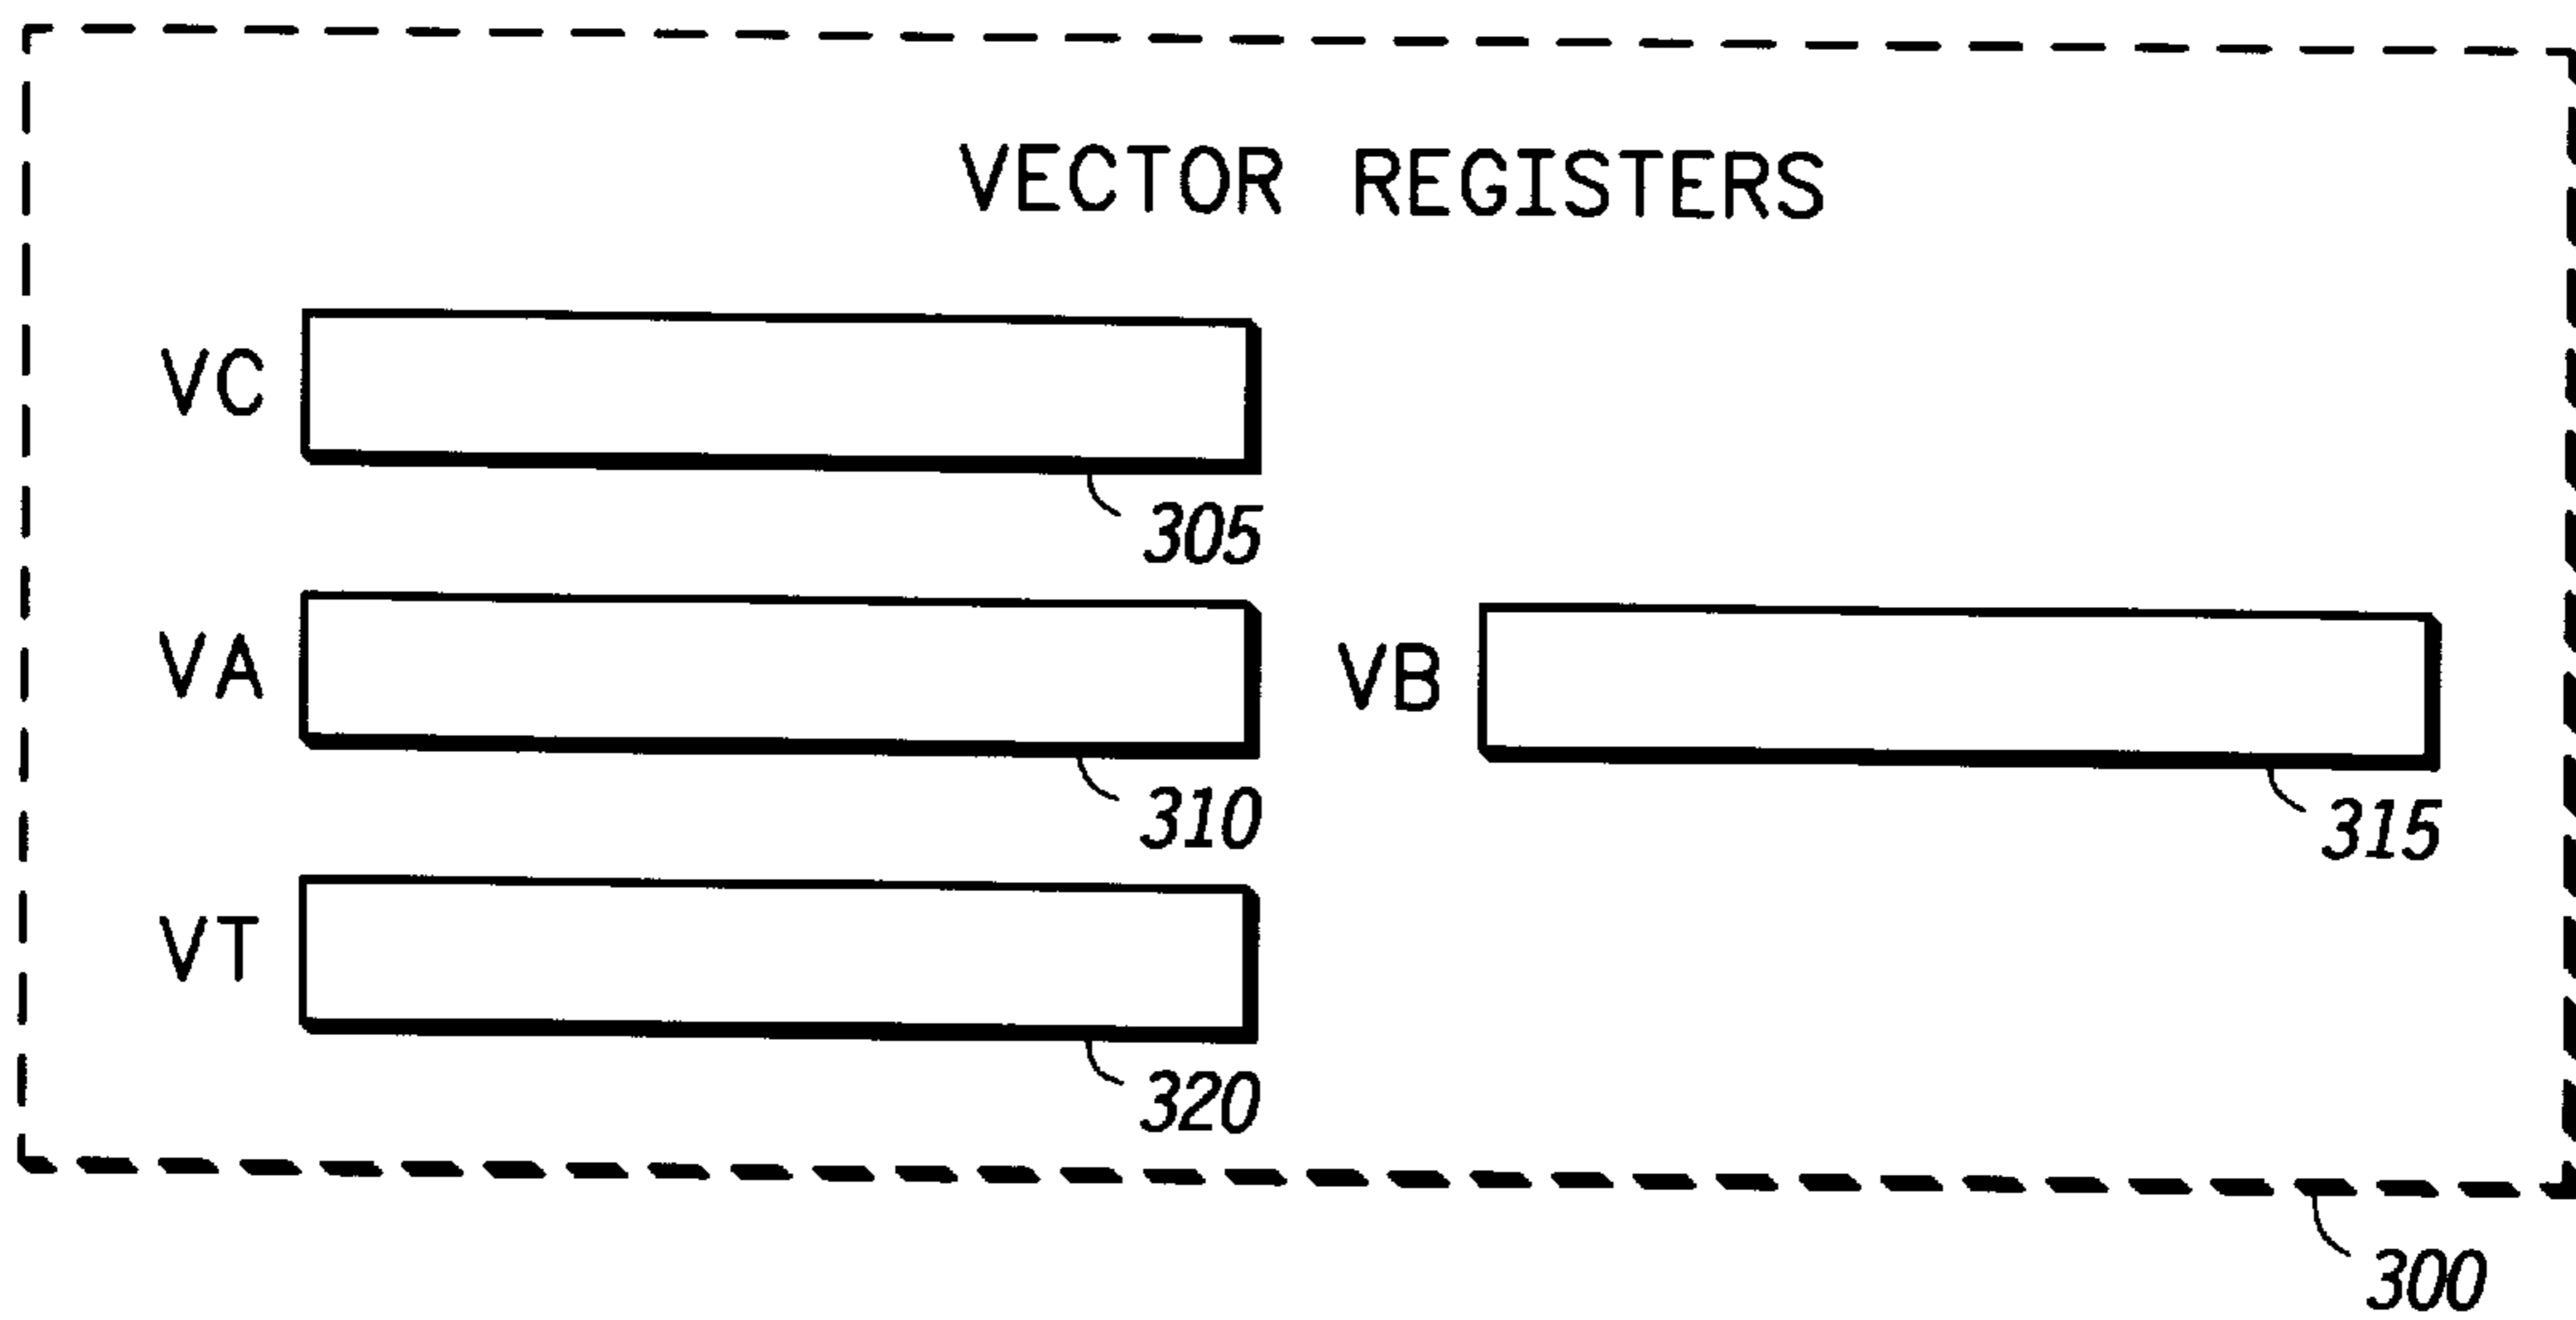 VECTOR REGISTERS
VC
305
VA
VB
310
315
VT
320
300